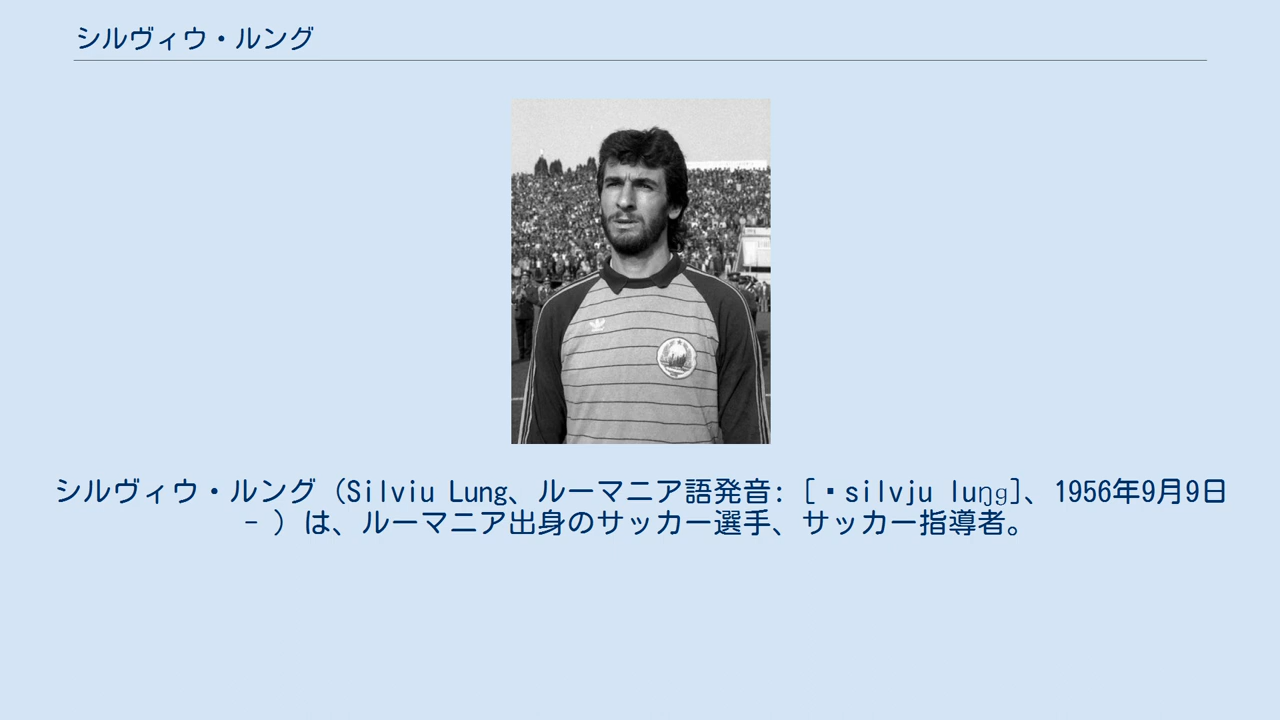 シルヴィウ・ルング
シルヴィウ・ルング（Silviu Lung、ルーマニア語発音: [ˈsilvju luŋɡ]、1956年9月9日
- ）は、ルーマニア出身のサッカー選手、サッカー指導者。